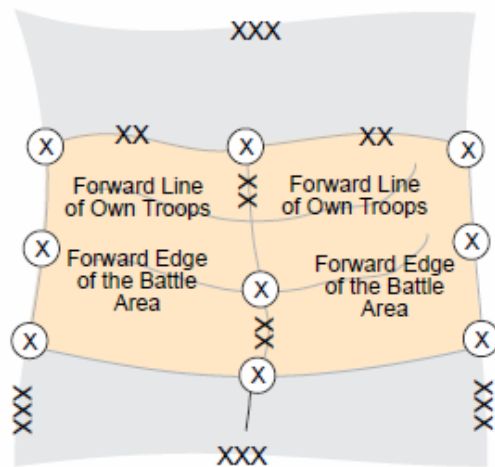 XXX
X
XX
X
XX
X
XX
Forward Line
of Own Troops
Forward Line
of Own Troops
X
X
Forward Edge
of the Battle
Area
Forward Edge
of the Battle
Area
X
X
XX
X
X
XXX
XXX
XXX